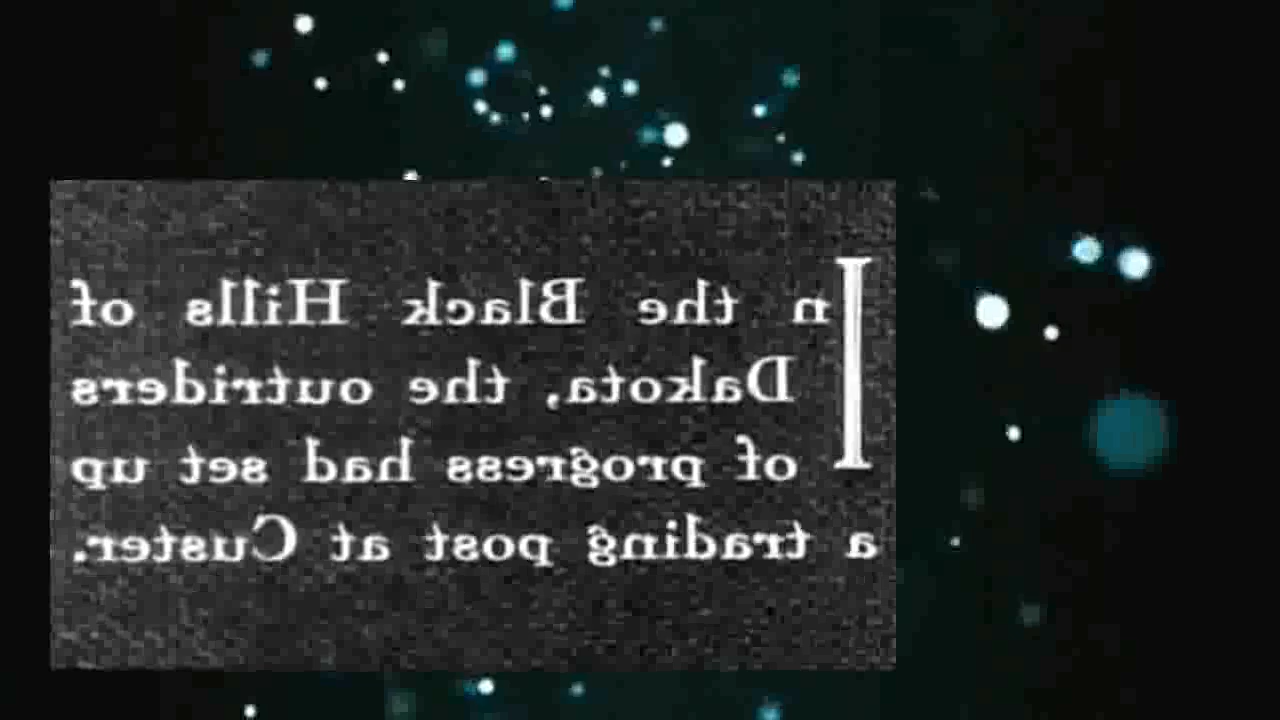 In the Black Hills of
Dakota, the outriders
of progress had set up
a trading post at Custer.